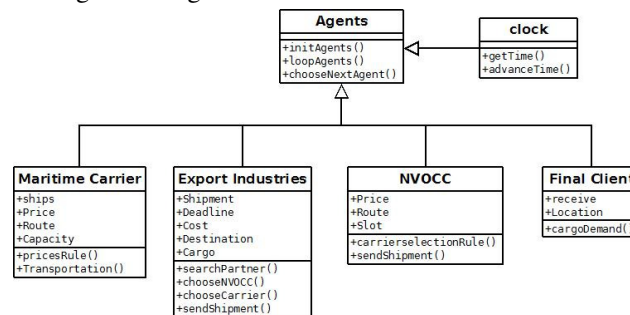 Agents
+initAgents()
+loopAgents()
+chooseNextAgent()
clock
+getTime()
+advanceTime()
Maritime Carrier
+ships
+Price
+Route
+Capacity
+pricesRule()
+Transportation()
Export Industries
+Shipment
+Deadline
+Cost
+Destination
+Cargo
+searchPartner()
+chooseNVOCC()
+chooseCarrier()
+sendShipment()
NVOCC
+Price
+Route
+Slot
+carrierselectionRule()
+sendShipment()
Final Client
+receive
+Location
+cargoDemand()